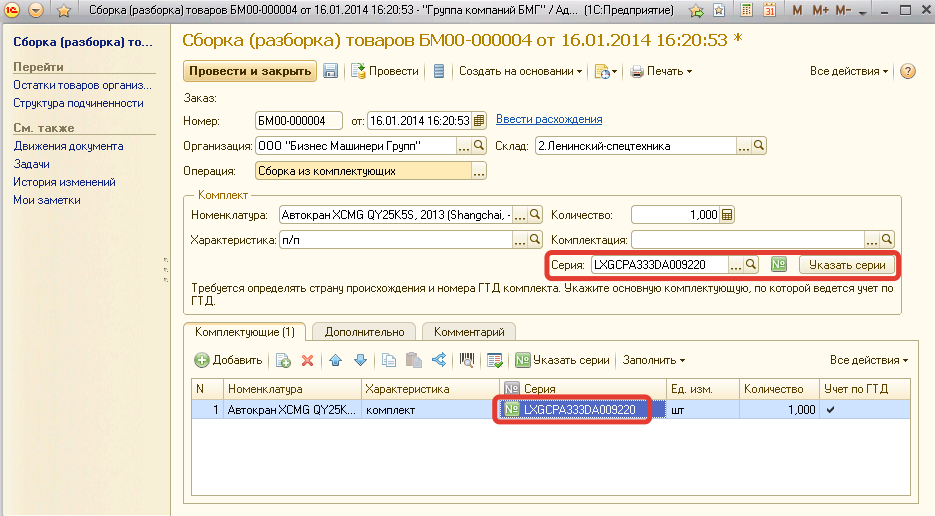 Сборка (разборка) товаров БМ00-000004 от 16.01.2014 16:20:53 - "Группа компаний БМГ" / Ад... (1С:Предприятие)
M M+ M-
Сборка (разборка) то...
Перейти
Остатки товаров организ...
Структура подчиненности
См. также
Движения документа
Задачи
История изменений
Мои заметки
Сборка (разборка) товаров БМ00-000004 от 16.01.2014 16:20:53 *
Провести и закрыть Провести Создать на основании Печать Все действия
Заказ:
Номер: БМ00-000004 от: 16.01.2014 16:20:53 Ввести расхождения
Организация: ООО "Бизнес Машинери Групп" ... Склад: 2.Ленинский-спецтехника ...
Операция: Сборка из комплектующих ...
Комплект
Номенклатура: Автокран XCMG QY25K5S, 2013 (Shangchai, - ... Количество: 1,000
Характеристика: п/п ... Комплектация: ...
Серия: LXGCPA333DA009220 ... № Указать серии
Требуется определять страну происхождения и номера ГТД комплекта. Укажите основную комплектующую, по которой ведется учет по
ГТД.
Комплектующие (1) Дополнительно Комментарий
Добавить № Указать серии Заполнить Все действия
N Номенклатура Характеристика № Серия Ед. изм. Количество Учет по ГТД
1 Автокран XCMG QY25K... комплект № LXGCPA333DA009220 шт 1,000